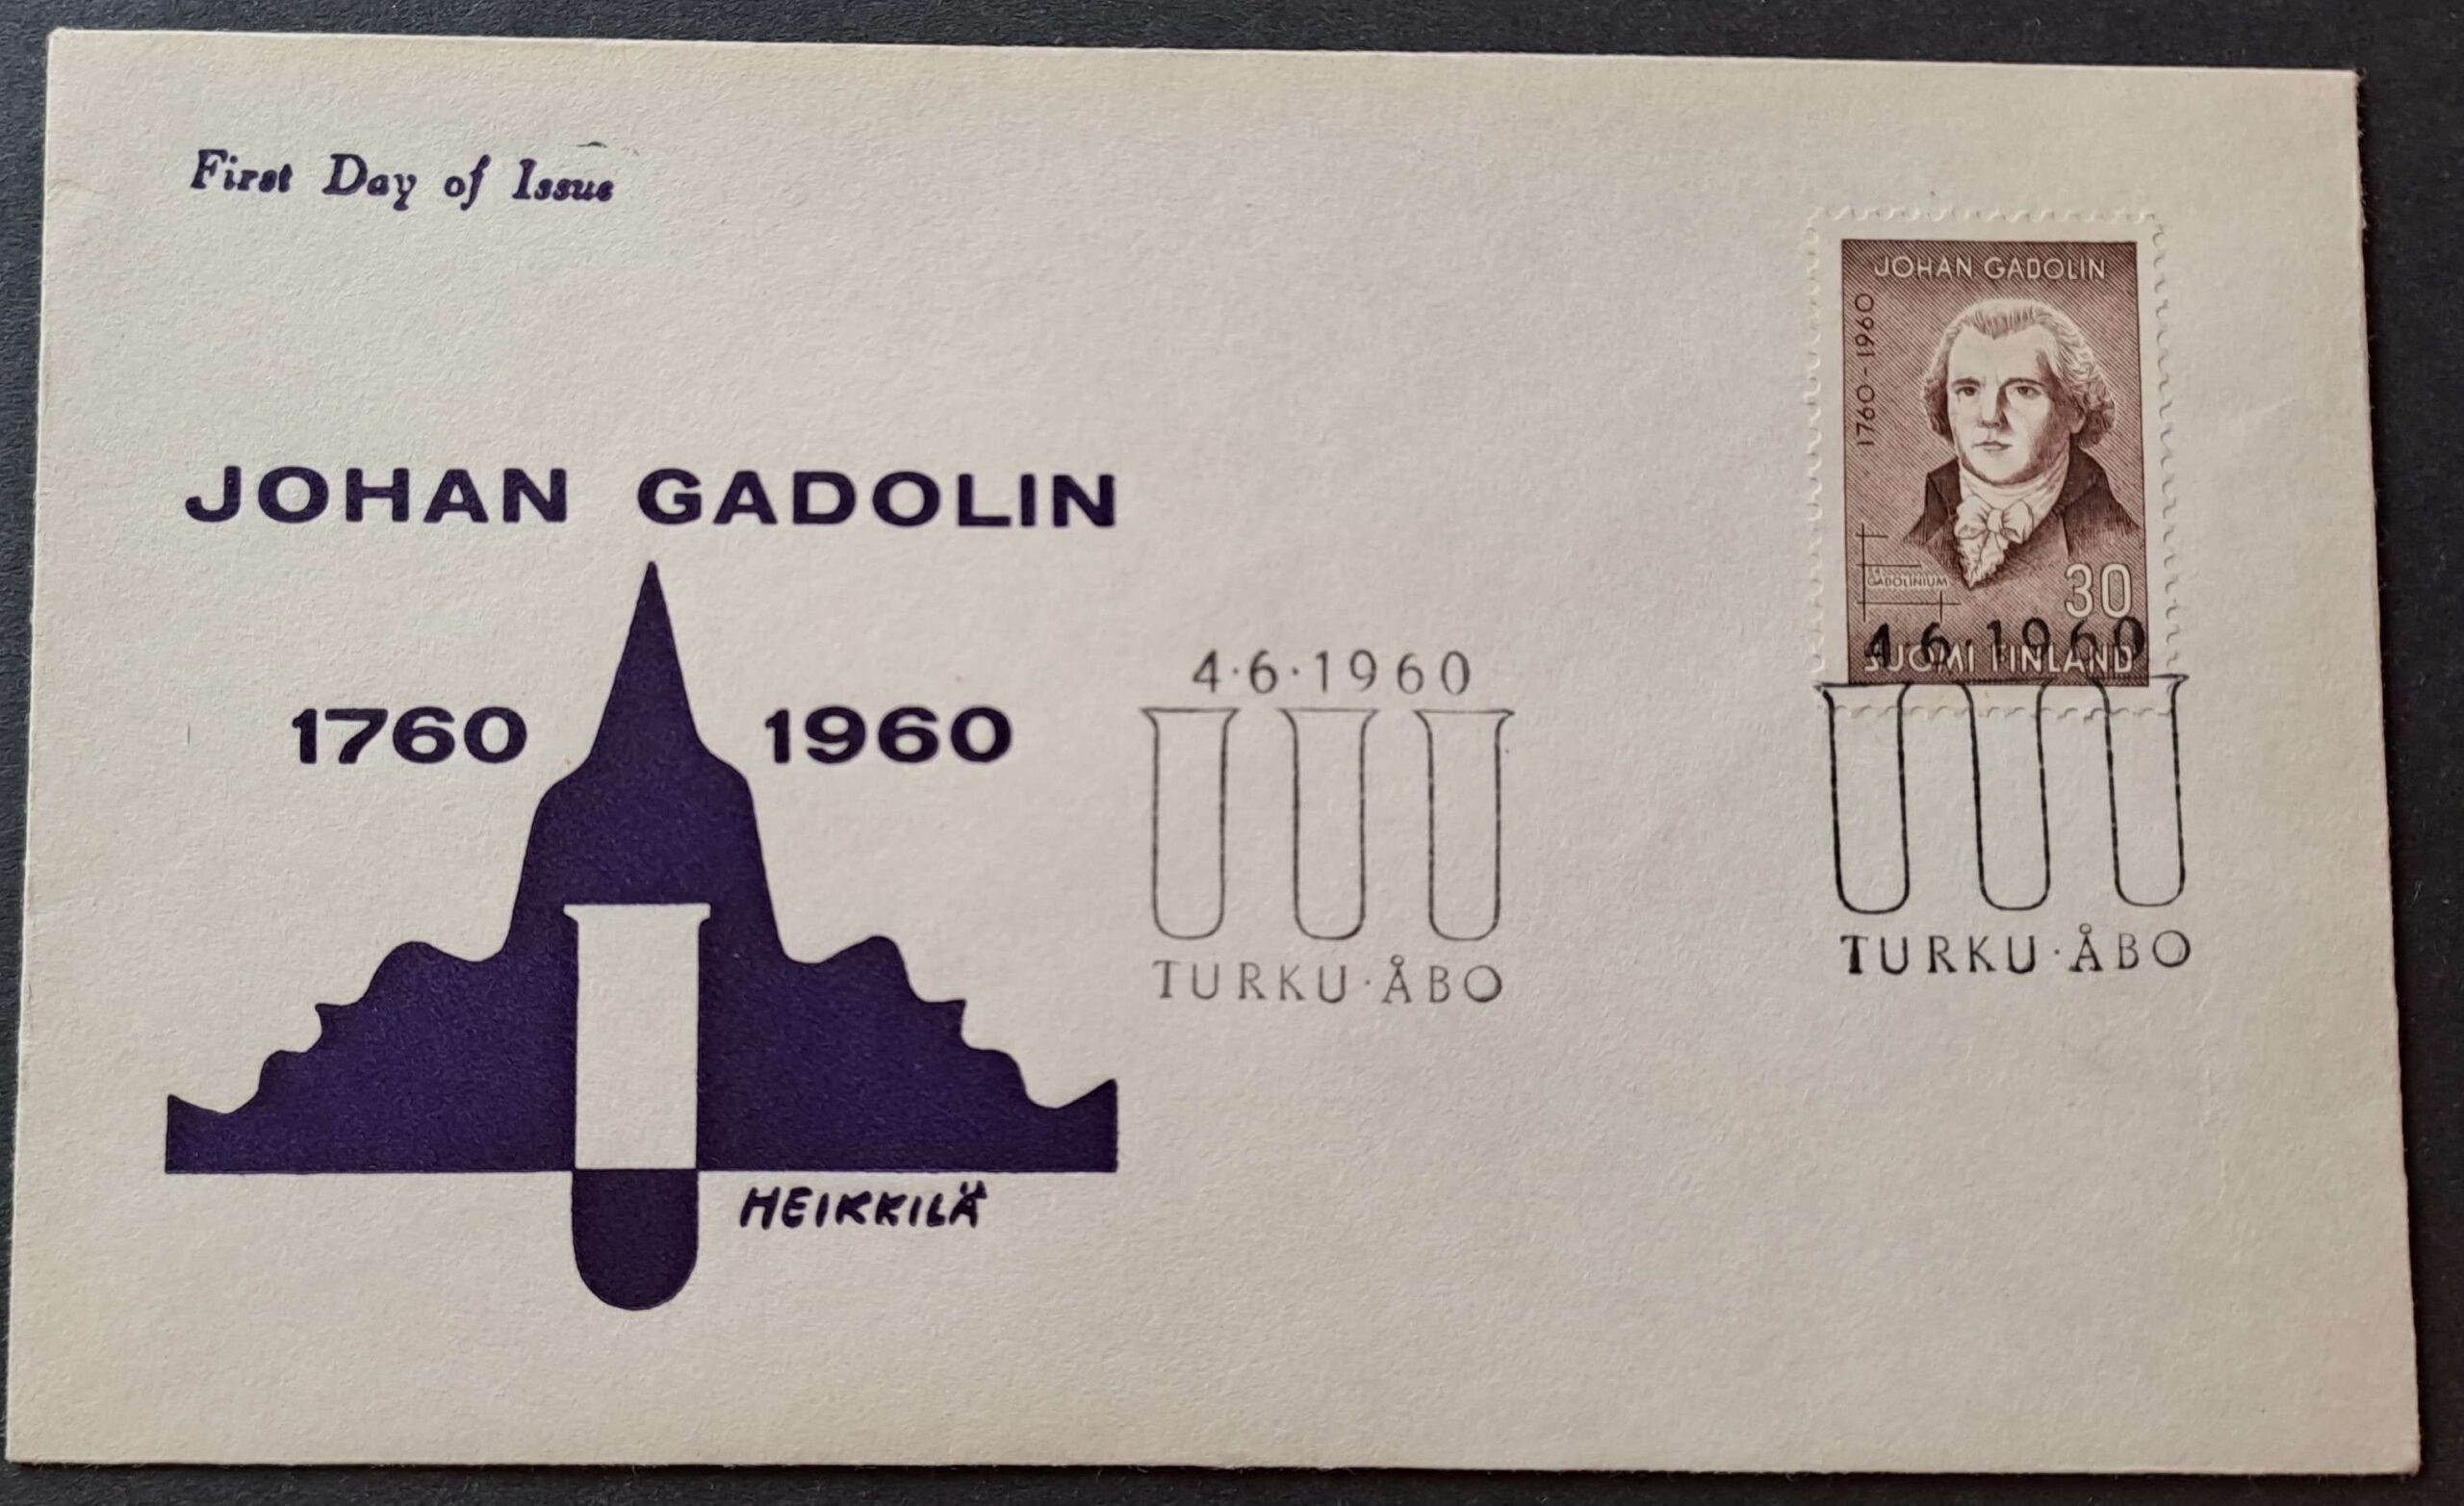 First Day of Issue
JOHAN GADOLIN
1760 1960
HEIKKILÄ
4·6·1960
TURKU·ÅBO
JOHAN GADOLIN
1760-1960
64
GADOLINIUM
30
4·6·1960
SUOMI FINLAND
TURKU·ÅBO